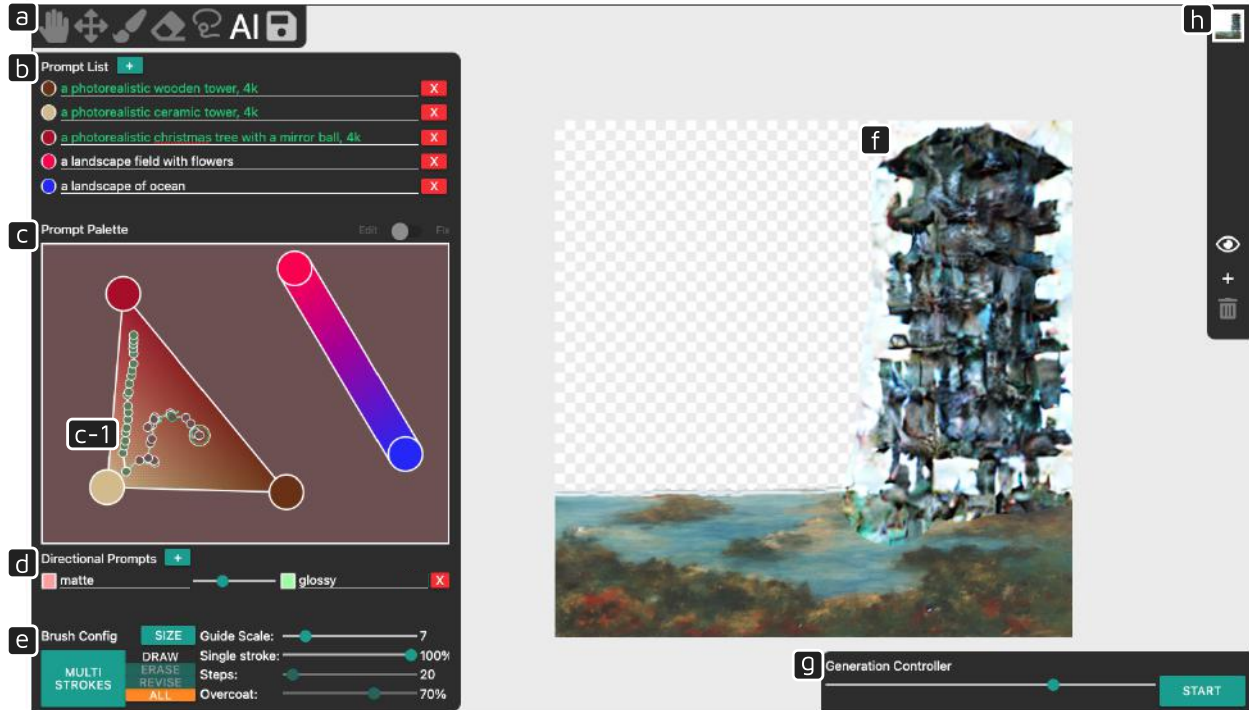 a
AI
h
b
Prompt List +
a photorealistic wooden tower, 4k X
a photorealistic ceramic tower, 4k X
a photorealistic christmas tree with a mirror ball, 4k X
a landscape field with flowers X
a landscape of ocean X
f
c
Prompt Palette Edit Fix
c-1
+
d
Directional Prompts +
matte glossy X
e
Brush Config SIZE Guide Scale: 7
MULTI STROKES DRAW Single stroke: 100%
ERASE
REVISE Steps: 20
ALL Overcoat: 70%
g
Generation Controller
START